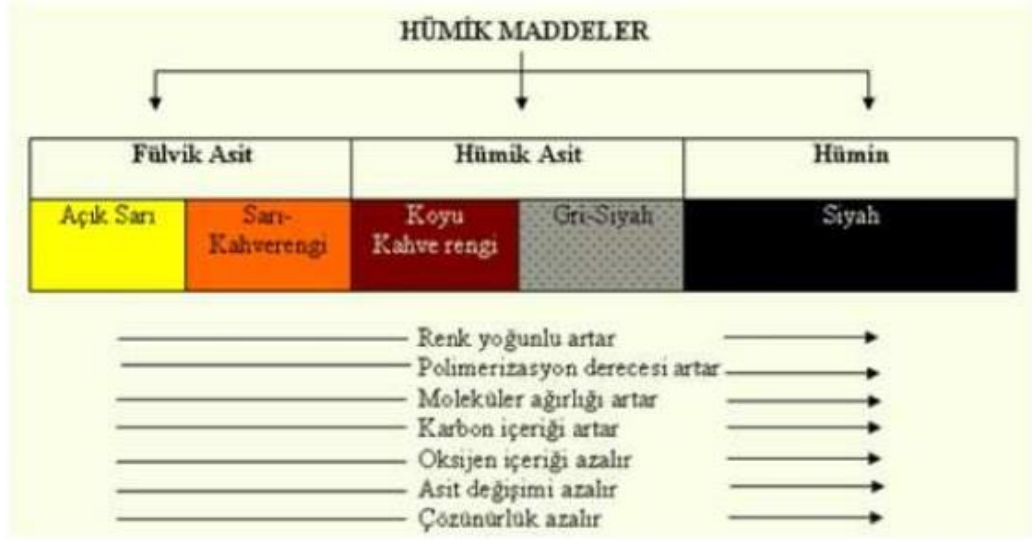 HÜMİK MADDELER
Fülvik Asit
Hümik Asit
Hümin
Açık Sarı
Sarı-
Kahverengi
Koyu
Kahve rengi
Gri-Siyah
Siyah
Renk yoğunlu artar
Polimerizasyon derecesi artar
Moleküler ağırlığı artar
Karbon içeriği artar
Oksijen içeriği azalır
Asit değişimi azalır
Çözünürlük azalır